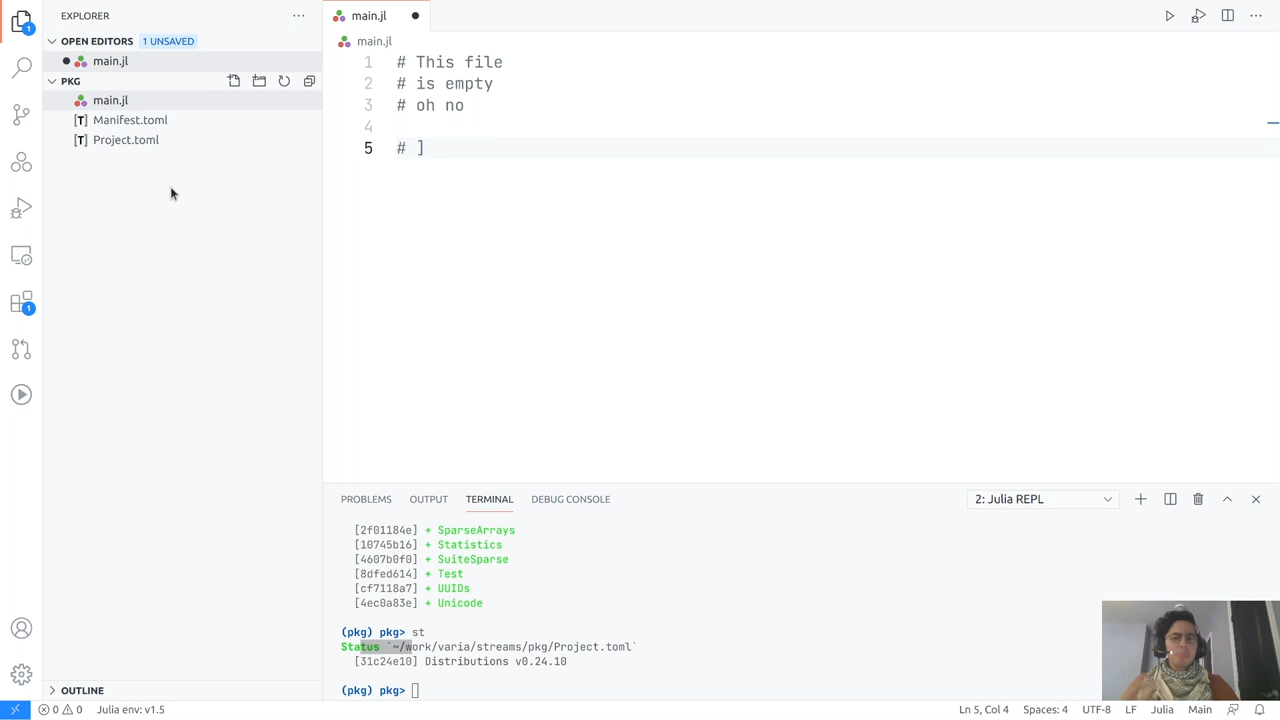 EXPLORER
OPEN EDITORS 1 UNSAVED
main.jl
PKG
main.jl
[T] Manifest.toml
[T] Project.toml
OUTLINE
1
1
main.jl
main.jl
1 # This file
2 # is empty
3 # oh no
4
5 # ]
PROBLEMS OUTPUT TERMINAL DEBUG CONSOLE 2: Julia REPL
[2f01184e] + SparseArrays
[10745b16] + Statistics
[4607b0f0] + SuiteSparse
[8dfed614] + Test
[cf7118a7] + UUIDs
[4ec0a83e] + Unicode
(pkg) pkg> st
Status `~/work/varia/streams/pkg/Project.toml`
[31c24e10] Distributions v0.24.10
(pkg) pkg>
0 0 Julia env: v1.5 Ln 5, Col 4 Spaces: 4 UTF-8 LF Julia Main